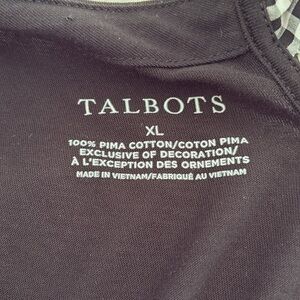 TALBOTS
XL
100% PIMA COTTON/COTON PIMA
EXCLUSIVE OF DECORATION/
À L'EXCEPTION DES ORNEMENTS
MADE IN VIETNAM/FABRIQUÉ AU VIETNAM